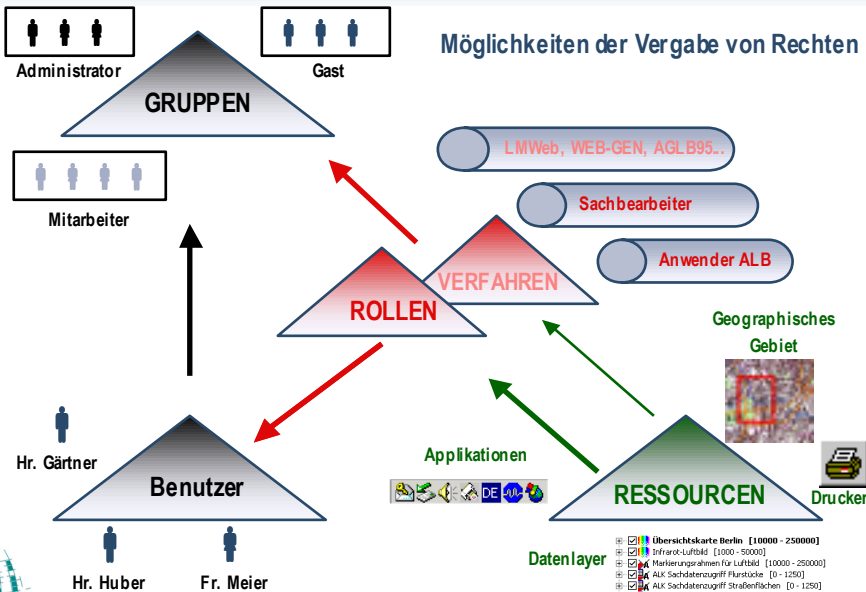 Möglichkeiten der Vergabe von Rechten
Administrator
Gast
GRUPPEN
Mitarbeiter
LMWeb, WEB-GEN, AGLB95...
Sachbearbeiter
Anwender ALB
VERFAHREN
ROLLEN
Geographisches
Gebiet
Hr. Gärtner
Benutzer
Hr. Huber
Fr. Meier
Applikationen
DE
RESSOURCEN
Drucker
Datenlayer
Übersichtskarte Berlin [10000 - 250000]
Infrarot-Luftbild [1000 - 50000]
Markierungsrahmen für Luftbild [10000 - 250000]
ALK Sachdatenzugriff Flurstücke [0 - 1250]
ALK Sachdatenzugriff Straßenflächen [0 - 1250]